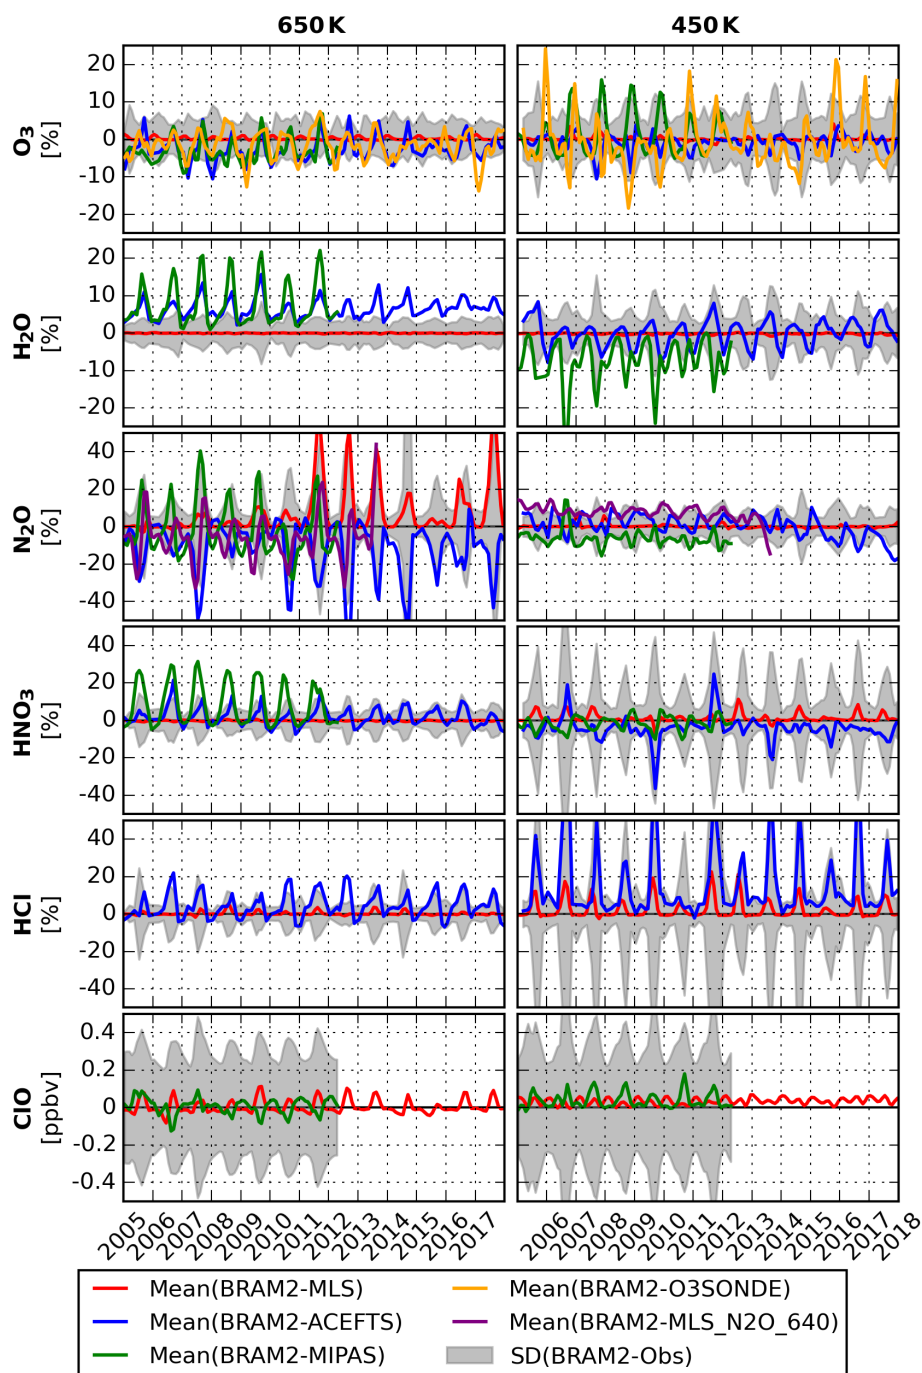 650 K 450 K
O₃ [%]
20
10
0
-10
-20
H₂O [%]
20
10
0
-10
-20
N₂O [%]
40
20
0
-20
-40
HNO₃ [%]
40
20
0
-20
-40
HCl [%]
40
20
0
-20
-40
ClO [ppbv]
0.4
0.2
0
-0.2
-0.4
2005 2006 2007 2008 2009 2010 2011 2012 2013 2014 2015 2016 2017 2006 2007 2008 2009 2010 2011 2012 2013 2014 2015 2016 2017 2018
Mean(BRAM2-MLS) Mean(BRAM2-O3SONDE)
Mean(BRAM2-ACEFTS) Mean(BRAM2-MLS_N2O_640)
Mean(BRAM2-MIPAS) SD(BRAM2-Obs)